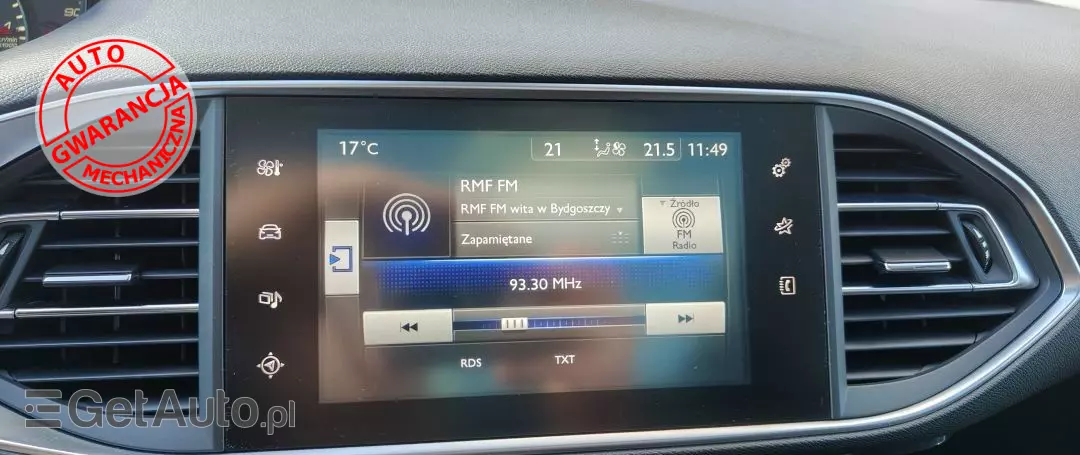 AUTO
GWARANCJA
MECHANICZNA
90
17°C
21
21.5
11:49
RMF FM
RMF FM wita w Bydgoszczy
Zapamiętane
Źródło
FM
Radio
93.30 MHz
RDS
TXT
GetAuto.pl